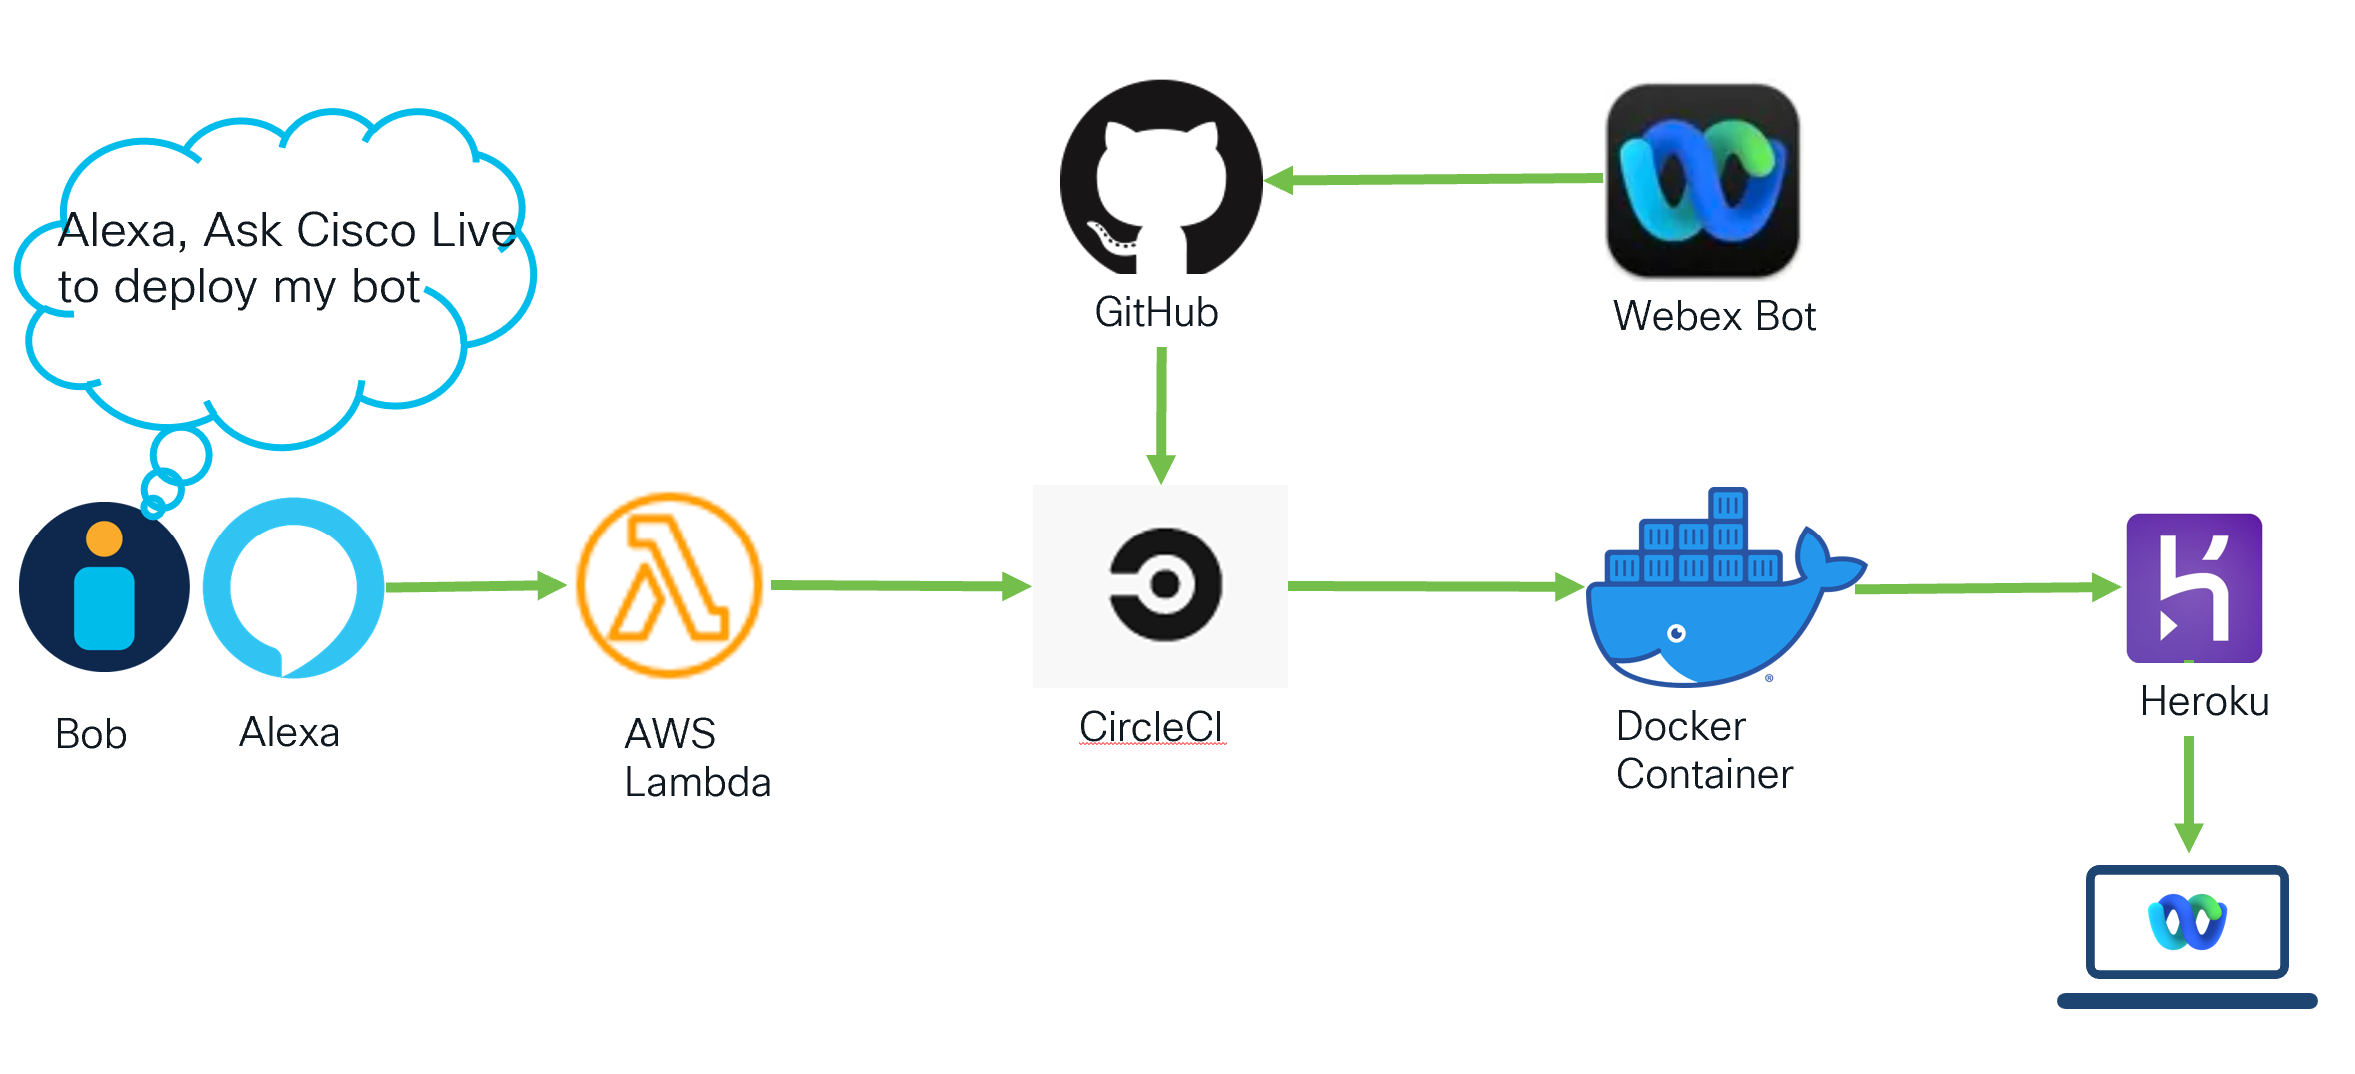 Alexa, Ask Cisco Live
to deploy my bot
GitHub
Webex Bot
Bob
Alexa
AWS
Lambda
CircleCI
®
Docker
Container
Heroku